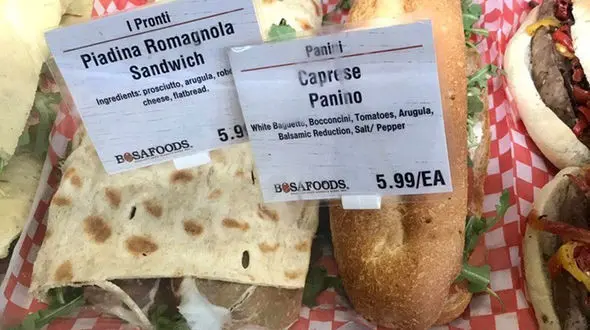 I Pronti
Piadina Romagnola
Sandwich
Ingredients: prosciutto, arugula,
cheese, flatbread.
5.9
BOSAFOODS.
Panini
Caprese
Panino
White Baguette, Bocconcini, Tomatoes, Arugula,
Balsamic Reduction, Salt/ Pepper
BOSAFOODS.
5.99/EA